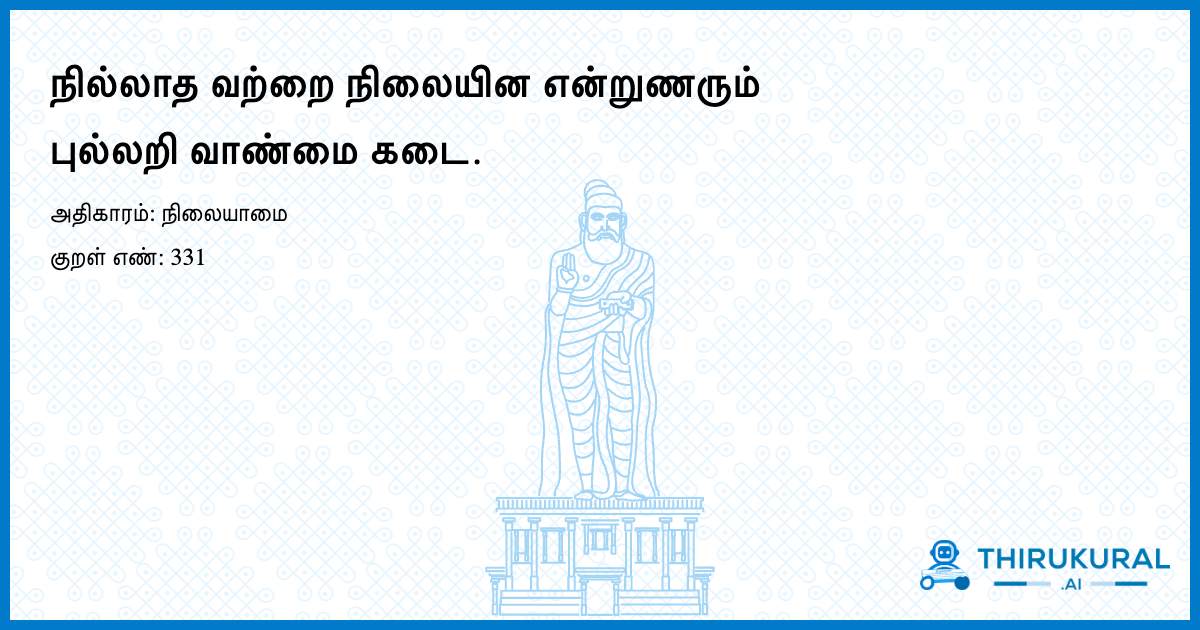 நில்லாத வற்றை நிலையின என்றுணரும்
புல்லறி வாண்மை கடை.
அதிகாரம்: நிலையாமை
குறள் எண்: 331
THIRUKURAL
.AI